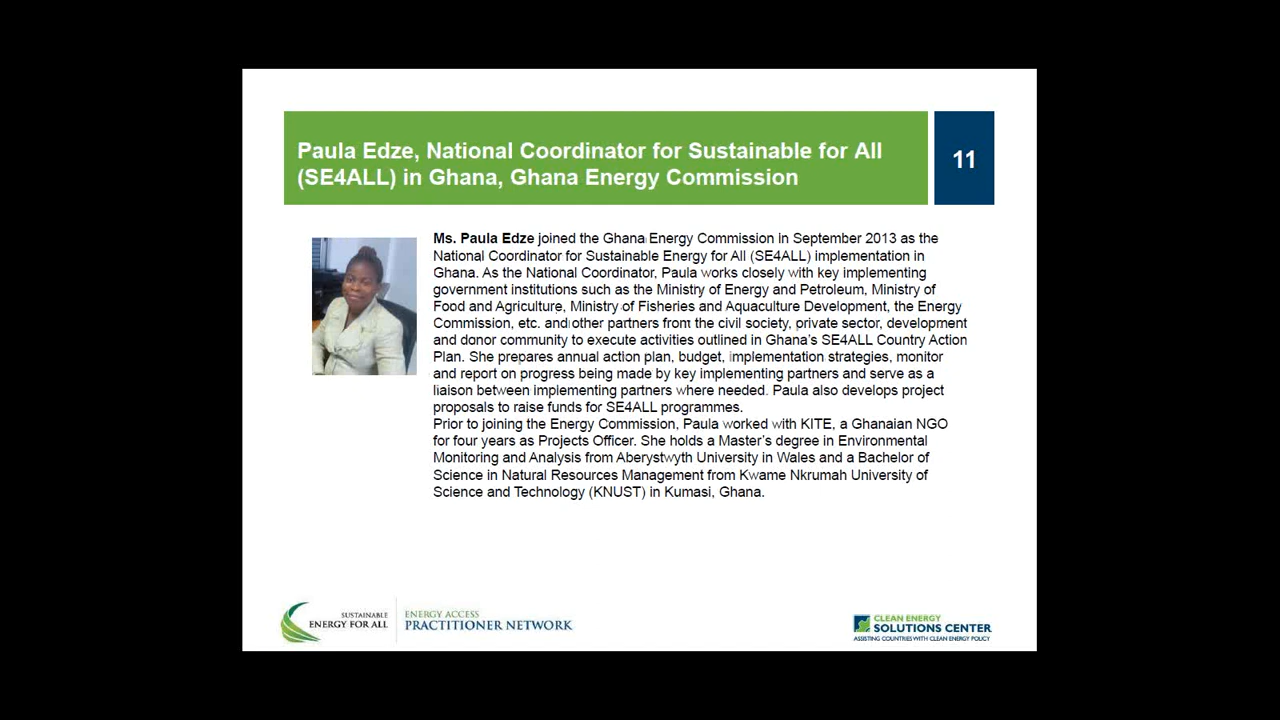 Paula Edze, National Coordinator for Sustainable for All
(SE4ALL) in Ghana, Ghana Energy Commission
11
Ms. Paula Edze joined the Ghana Energy Commission in September 2013 as the
National Coordinator for Sustainable Energy for All (SE4ALL) implementation in
Ghana. As the National Coordinator, Paula works closely with key implementing
government institutions such as the Ministry of Energy and Petroleum, Ministry of
Food and Agriculture, Ministry of Fisheries and Aquaculture Development, the Energy
Commission, etc. and other partners from the civil society, private sector, development
and donor community to execute activities outlined in Ghana's SE4ALL Country Action
Plan. She prepares annual action plan, budget, implementation strategies, monitor
and report on progress being made by key implementing partners and serve as a
liaison between implementing partners where needed. Paula also develops project
proposals to raise funds for SE4ALL programmes.
Prior to joining the Energy Commission, Paula worked with KITE, a Ghanaian NGO
for four years as Projects Officer. She holds a Master's degree in Environmental
Monitoring and Analysis from Aberystwyth University in Wales and a Bachelor of
Science in Natural Resources Management from Kwame Nkrumah University of
Science and Technology (KNUST) in Kumasi, Ghana.
SUSTAINABLE
ENERGY FOR ALL
ENERGY ACCESS
PRACTITIONER NETWORK
CLEAN ENERGY
SOLUTIONS CENTER
ASSISTING COUNTRIES WITH CLEAN ENERGY POLICY